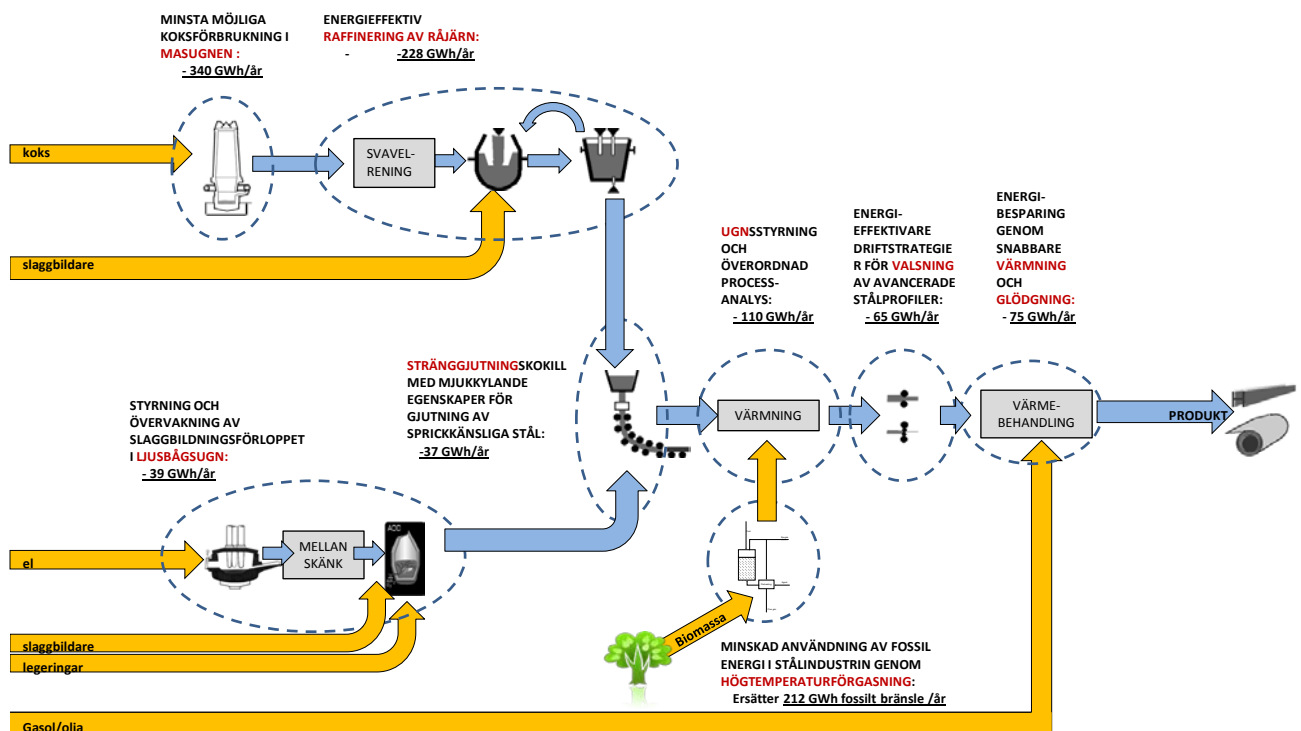 MINSTA MÖJLIGA
KOKSFÖRBRUKNING I
MASUGNEN :
- 340 GWh/år
ENERGIEFFEKTIV
RAFFINERING AV RÅJÄRN:
- -228 GWh/år
koks
SVAVEL-
RENING
slaggbildare
UGNSSTYRNING
OCH
ÖVERORDNAD
PROCESS-
ANALYS:
- 110 GWh/år
ENERGI-
EFFEKTIVARE
DRIFTSTRATEGIE
R FÖR VALSNING
AV AVANCERADE
STÅLPROFILER:
- 65 GWh/år
ENERGI-
BESPARING
GENOM
SNABBARE
VÄRMNING
OCH
GLÖDGNING:
- 75 GWh/år
STRÄNGGJUTNINGSKOKILL
MED MJUKKYLANDE
EGENSKAPER FÖR
GJUTNING AV
SPRICKKÄNSLIGA STÅL:
-37 GWh/år
VÄRMNING
VÄRME-
BEHANDLING
PRODUKT
STYRNING OCH
ÖVERVAKNING AV
SLAGGBILDNINGSFÖRLOPPET
I LJUSBÅGSUGN:
- 39 GWh/år
MELLAN
SKÄNK
AOD
el
slaggbildare
legeringar
Biomassa
MINSKAD ANVÄNDNING AV FOSSIL
ENERGI I STÅLINDUSTRIN GENOM
HÖGTEMPERATURFÖRGASNING:
Ersätter 212 GWh fossilt bränsle /år
Gasol/olja